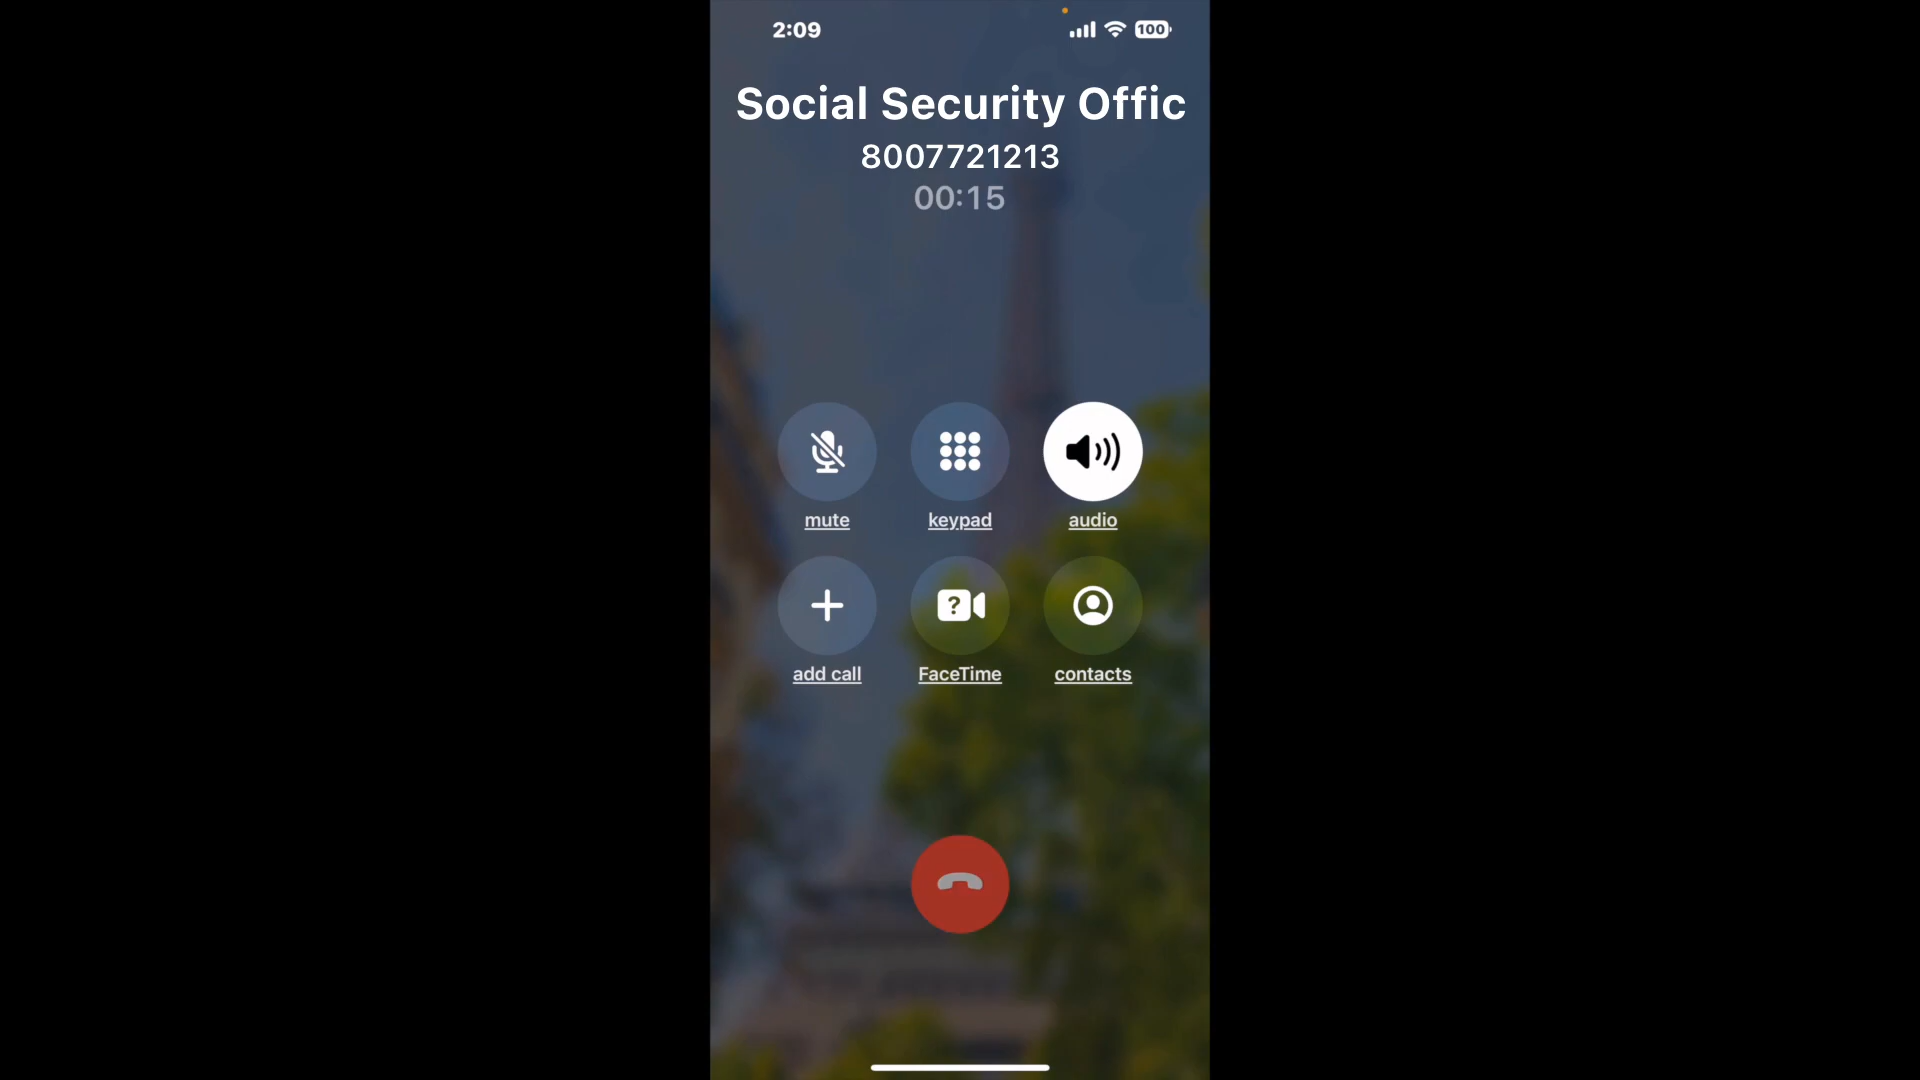 2:09
100
Social Security Offic
8007721213
00:15
mute
keypad
audio
?
add call
FaceTime
contacts